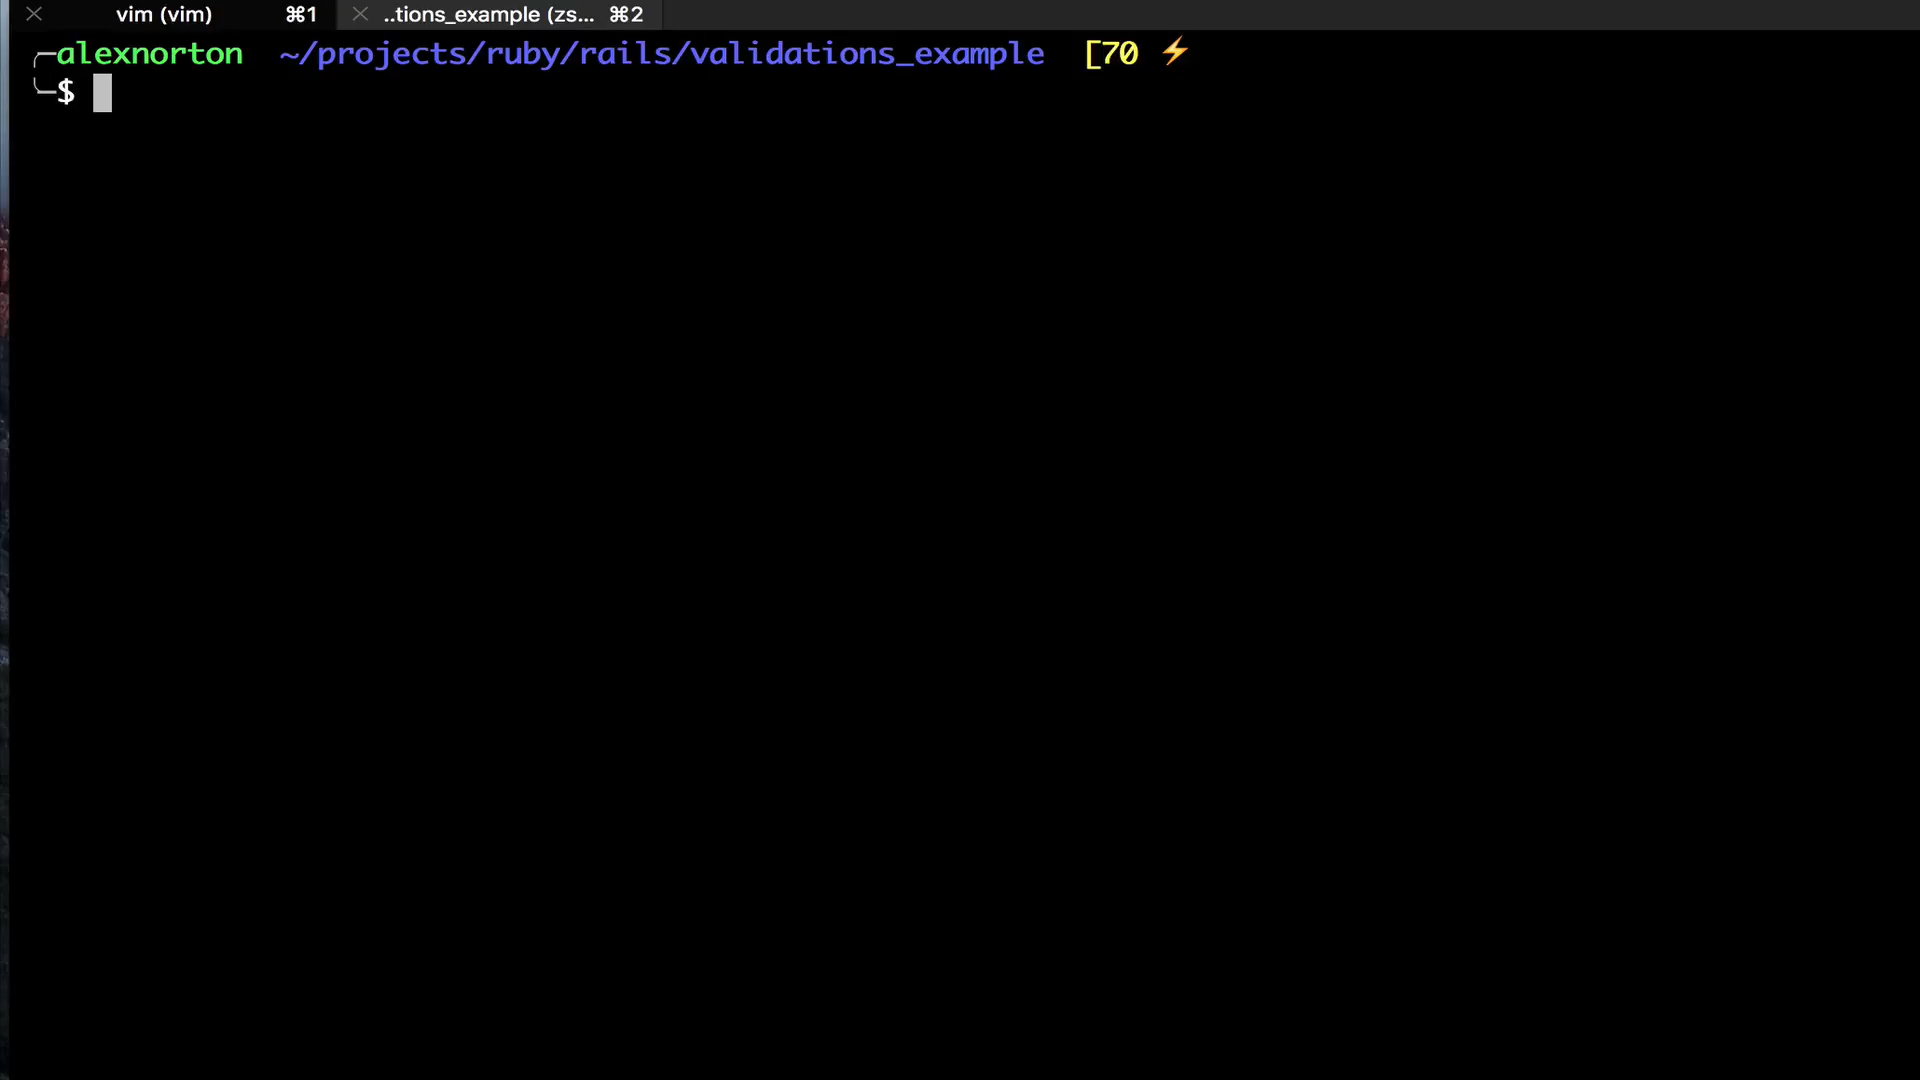 vim (vim) ⌘1 ..tions_example (zs... ⌘2
╭─alexnorton ~/projects/ruby/rails/validations_example [70 ⚡
╰─$